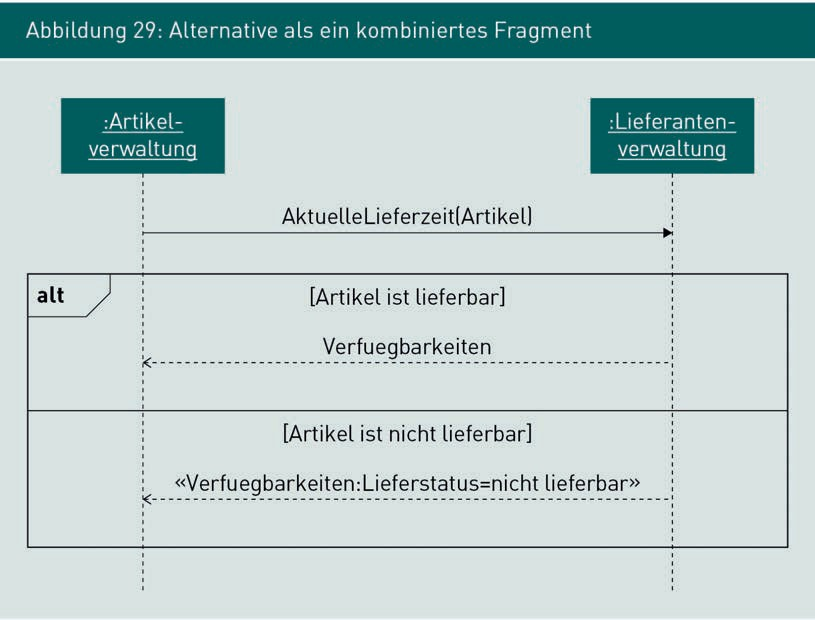 Abbildung 29: Alternative als ein kombiniertes Fragment
:Artikel-
verwaltung
:Lieferanten-
verwaltung
AktuelleLieferzeit(Artikel)
alt
[Artikel ist lieferbar]
Verfuegbarkeiten
[Artikel ist nicht lieferbar]
«Verfuegbarkeiten:Lieferstatus=nicht lieferbar»